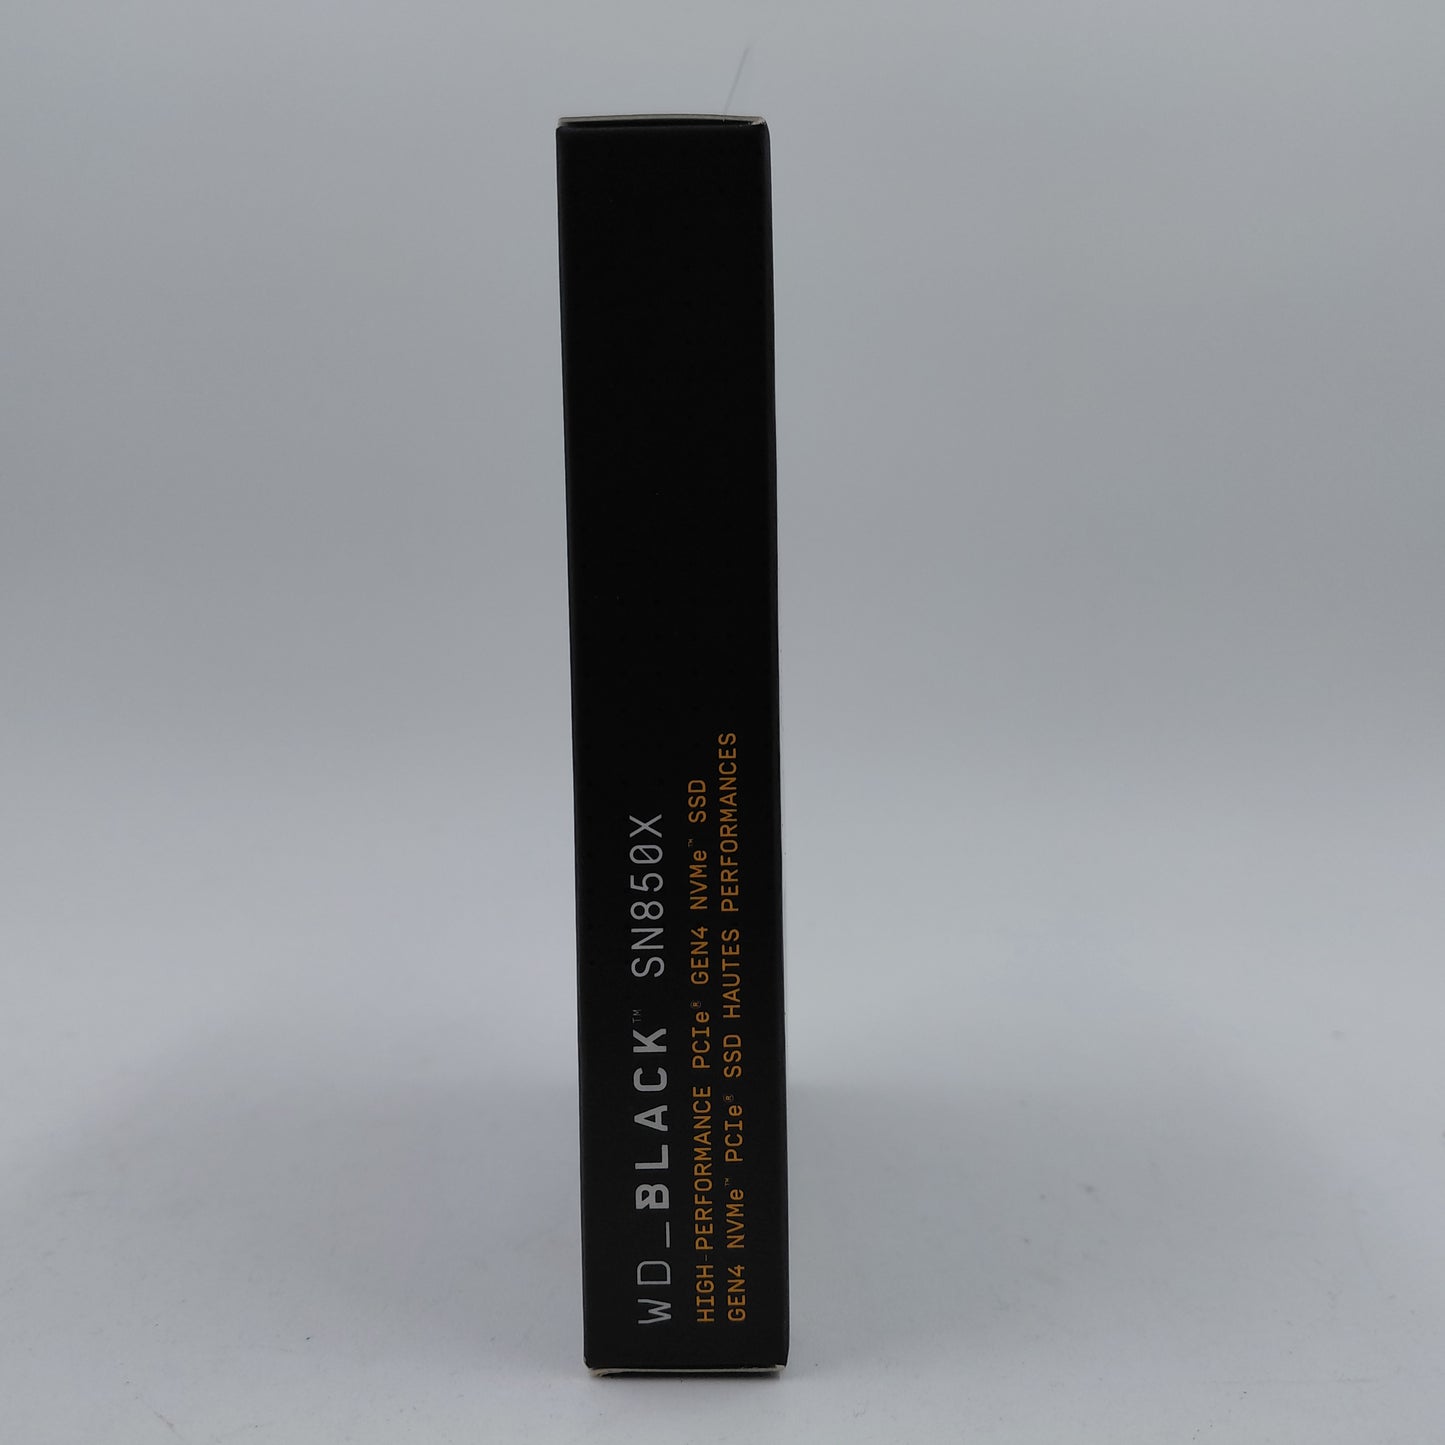 WD_BLACK™ SN850X
HIGH-PERFORMANCE PCIe® GEN4 NVMe™ SSD
GEN4 NVMe™ PCIe® SSD HAUTES PERFORMANCES